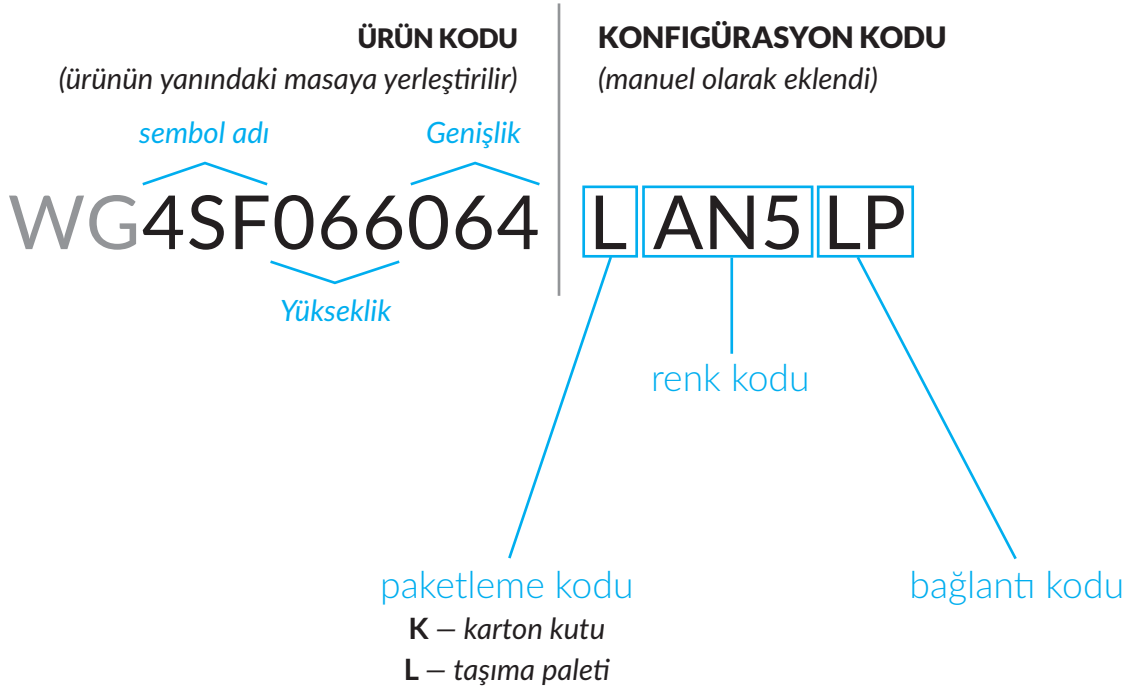 ÜRÜN KODU
(ürünün yanındaki masaya yerleştirilir)
KONFIGÜRASYON KODU
(manuel olarak eklendi)
sembol adı
Genişlik
WG4SF066064 L AN5 LP
Yükseklik
renk kodu
paketleme kodu
K – karton kutu
L – taşıma paleti
bağlantı kodu